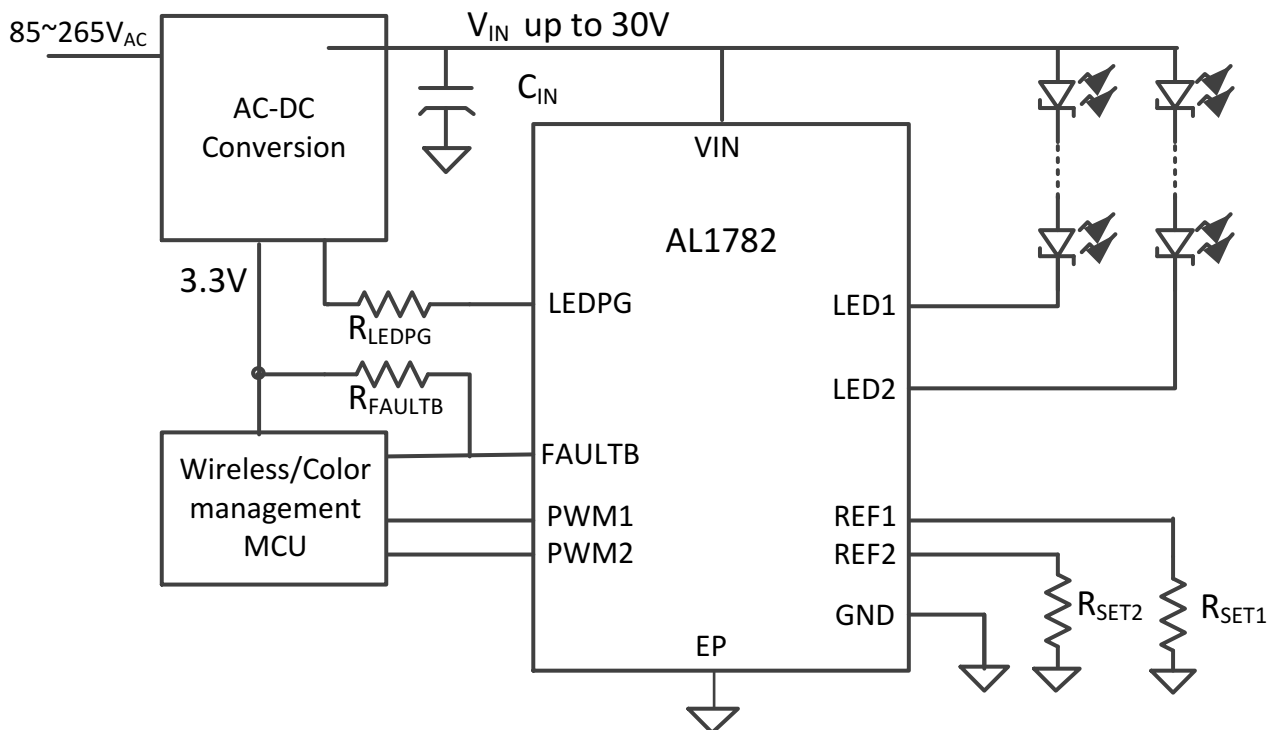 85~265VAC
VIN up to 30V
AC-DC
Conversion
CIN
VIN
AL1782
3.3V
LEDPG
LED1
RLEDPG
LED2
RFAULTB
FAULTB
Wireless/Color
management
MCU
PWM1
REF1
PWM2
REF2
RSET2
RSET1
GND
EP